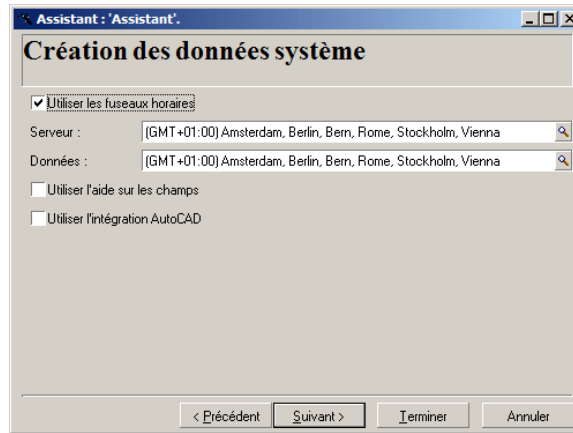 Assistant : 'Assistant'.
Création des données système
Utiliser les fuseaux horaires
Serveur : (GMT+01:00) Amsterdam, Berlin, Bern, Rome, Stockholm, Vienna
Données : (GMT+01:00) Amsterdam, Berlin, Bern, Rome, Stockholm, Vienna
Utiliser l'aide sur les champs
Utiliser l'intégration AutoCAD
< Précédent Suivant > Terminer Annuler